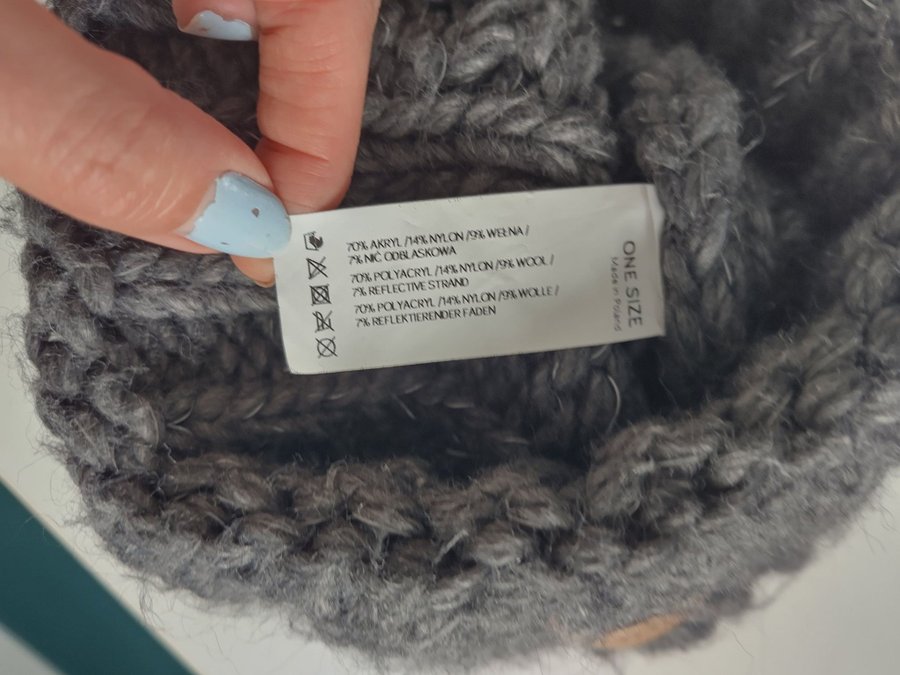 70% AKRYL /14% NYLON /9% WEŁNA /
7% NIĆ ODBLASKOWA
70% POLYACRYL /14% NYLON /9% WOOL /
7% REFLECTIVE STRAND
70% POLYACRYL /14% NYLON /9% WOLLE /
7% REFLEKTIERENDER FADEN
ONE SIZE
Made in Poland